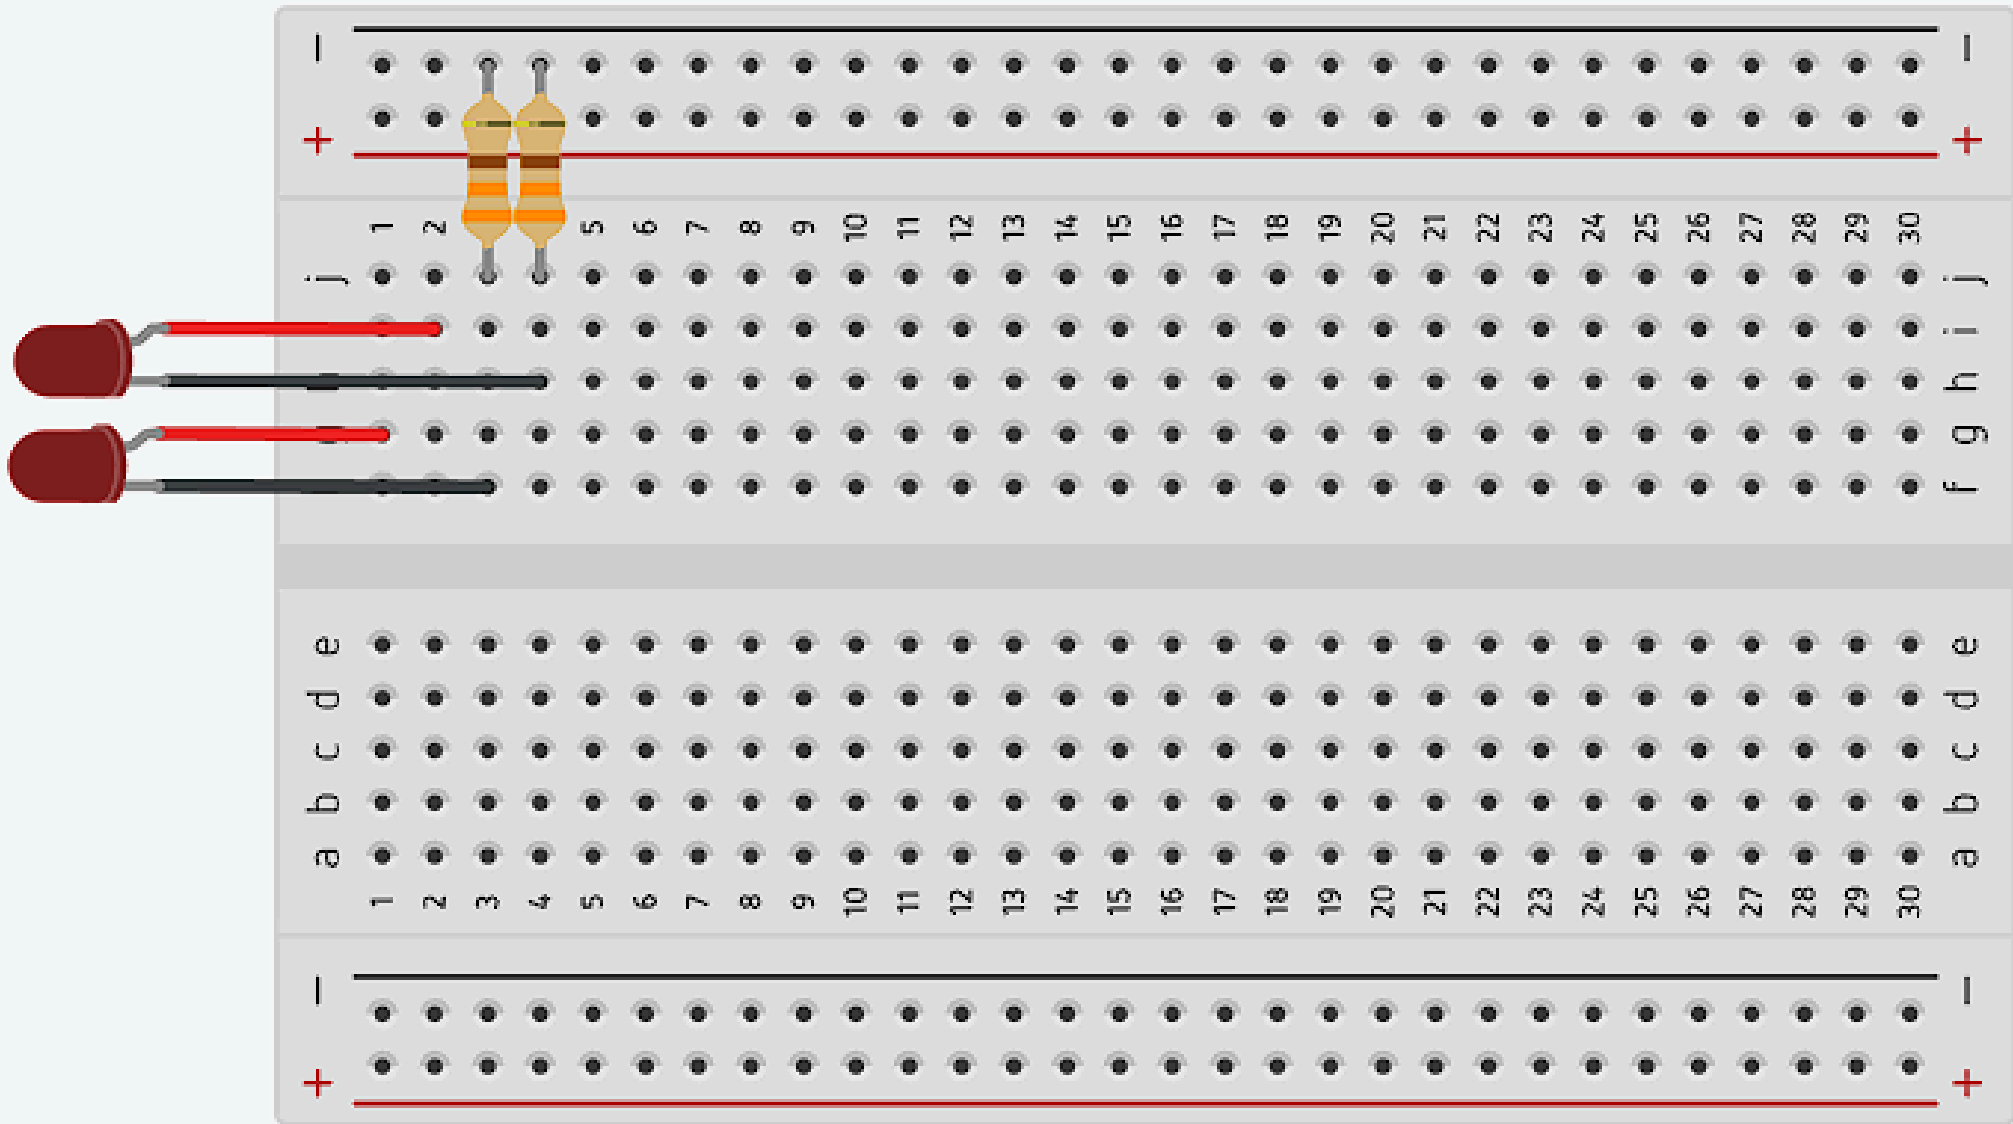 − −
+ +
1 2 5 6 7 8 9 10 11 12 13 14 15 16 17 18 19 20 21 22 23 24 25 26 27 28 29 30
j j
i
h
g
f
e e
d d
c c
b b
a a
1 2 3 4 5 6 7 8 9 10 11 12 13 14 15 16 17 18 19 20 21 22 23 24 25 26 27 28 29 30
− −
+ +